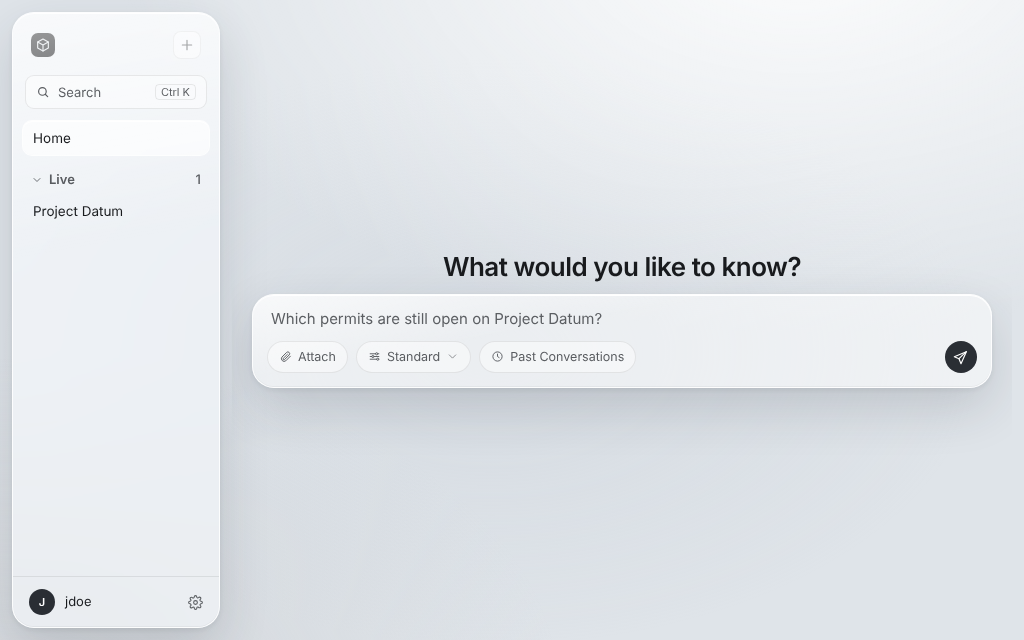 Search
Ctrl K
Home
Live
1
Project Datum
What would you like to know?
Which permits are still open on Project Datum?
Attach
Standard
Past Conversations
J
jdoe